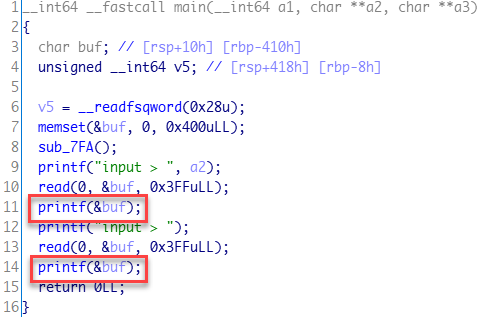 1 __int64 __fastcall main(__int64 a1, char **a2, char **a3)
2 {
3 char buf; // [rsp+10h] [rbp-410h]
4 unsigned __int64 v5; // [rsp+418h] [rbp-8h]
5
6 v5 = __readfsqword(0x28u);
7 memset(&buf, 0, 0x400uLL);
8 sub_7FA();
9 printf("input > ", a2);
10 read(0, &buf, 0x3FFuLL);
11 printf(&buf);
12 printf("input > ");
13 read(0, &buf, 0x3FFuLL);
14 printf(&buf);
15 return 0LL;
16 }